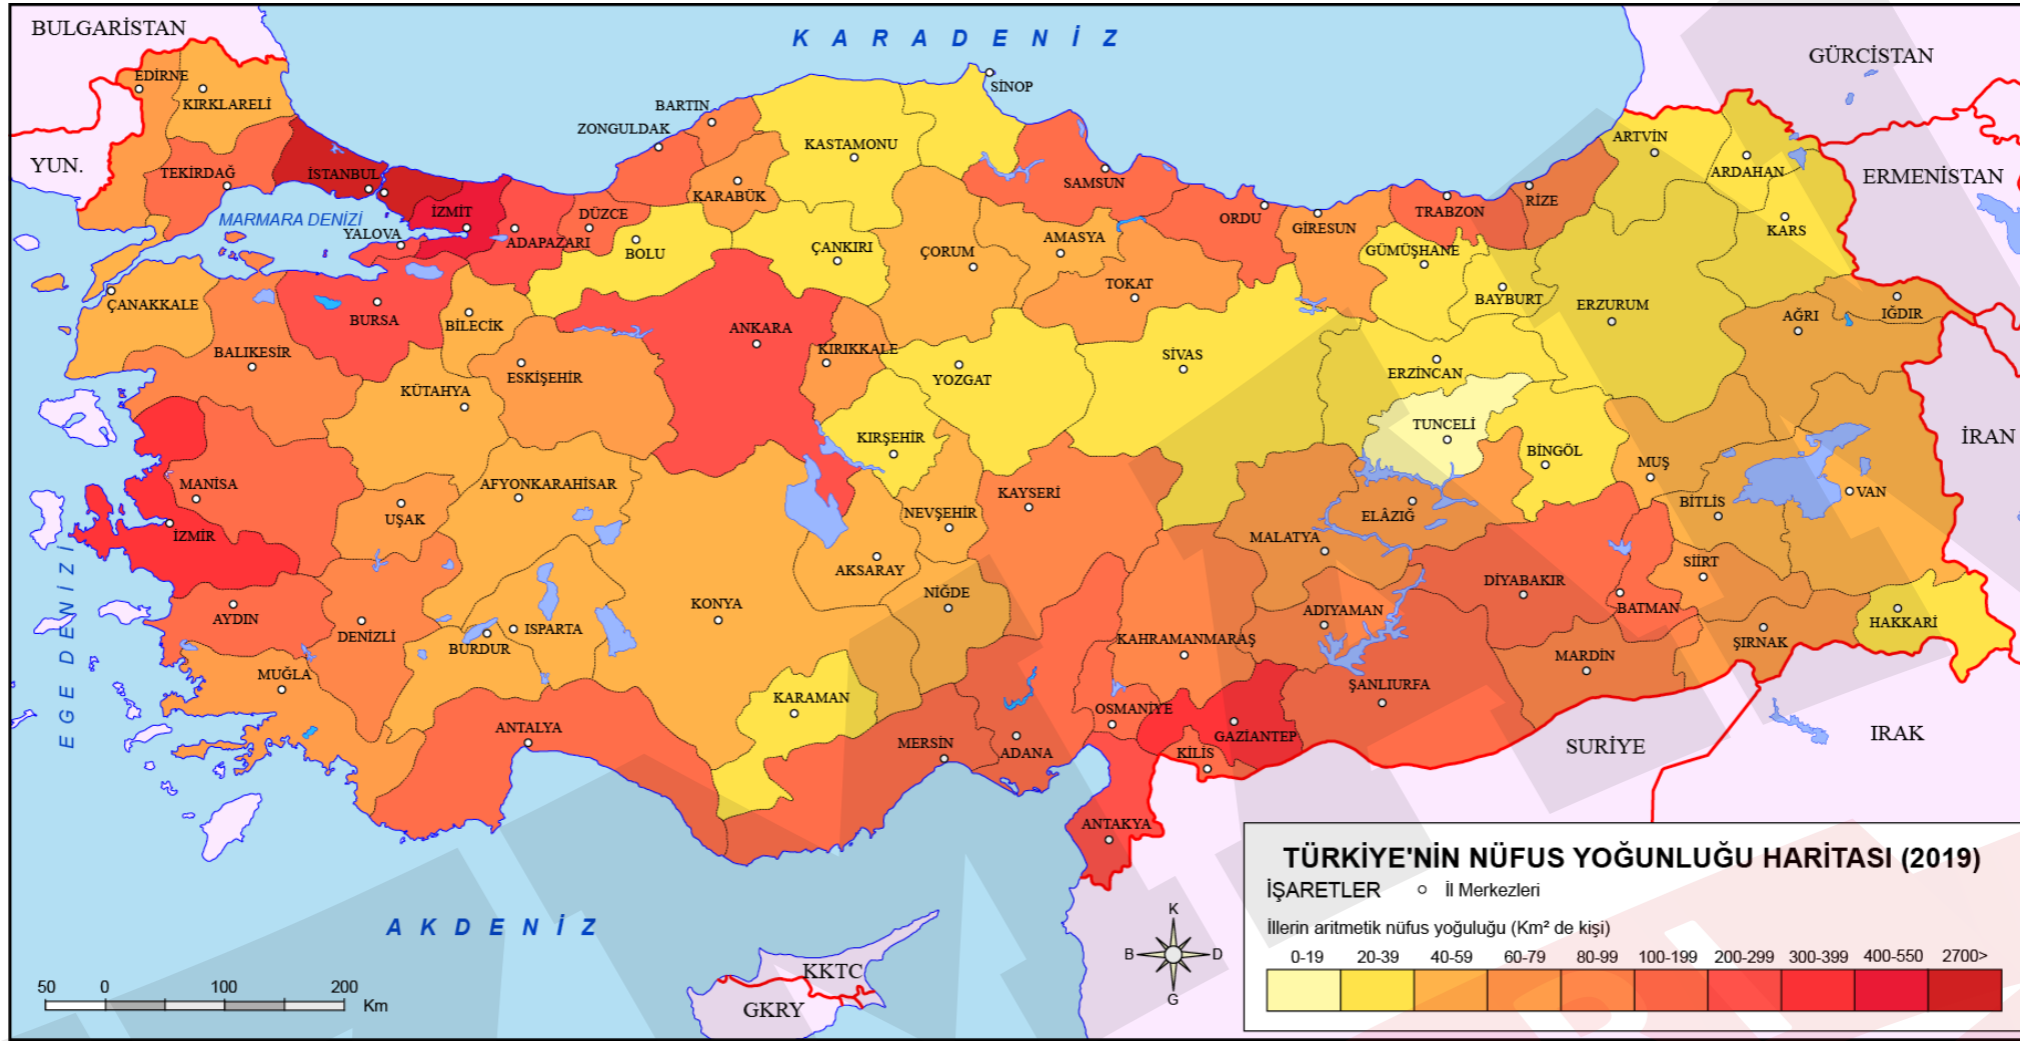 BULGARİSTAN
K A R A D E N İ Z
GÜRCİSTAN
EDİRNE
KIRKLARELİ
SİNOP
BARTIN
ZONGULDAK
KASTAMONU
ARTVİN
ARDAHAN
YUN.
TEKİRDAĞ
İSTANBUL
ERMENİSTAN
KARABÜK
SAMSUN
RİZE
MARMARA DENİZİ
İZMİT
DÜZCE
ORDU
TRABZON
YALOVA
ADAPAZARI
BOLU
ÇANKIRI
ÇORUM
AMASYA
GİRESUN
GÜMÜŞHANE
KARS
ÇANAKKALE
BURSA
BİLECİK
TOKAT
BAYBURT
ERZURUM
AĞRI
IĞDIR
BALIKESİR
ESKİŞEHİR
ANKARA
KIRIKKALE
YOZGAT
SİVAS
ERZİNCAN
KÜTAHYA
KIRŞEHİR
TUNCELİ
BİNGÖL
MUŞ
İRAN
MANİSA
AFYONKARAHİSAR
KAYSERİ
VAN
UŞAK
NEVŞEHİR
ELÂZIĞ
BİTLİS
İZMİR
MALATYA
AKSARAY
DİYABAKIR
SİİRT
EGE DENİZİ
AYDIN
DENİZLİ
ISPARTA
KONYA
NİĞDE
ADIYAMAN
BATMAN
HAKKARİ
BURDUR
KAHRAMANMARAŞ
ŞIRNAK
MUĞLA
KARAMAN
MARDİN
ŞANLIURFA
ANTALYA
OSMANİYE
MERSİN
ADANA
GAZİANTEP
KİLİS
SURİYE
IRAK
ANTAKYA
A K D E N İ Z
KKTC
GKRY
K
B
D
G
50 0 100 200
Km
TÜRKİYE'NİN NÜFUS YOĞUNLUĞU HARİTASI (2019)
İŞARETLER İl Merkezleri
İllerin aritmetik nüfus yoğuluğu (Km² de kişi)
0-19 20-39 40-59 60-79 80-99 100-199 200-299 300-399 400-550 2700>